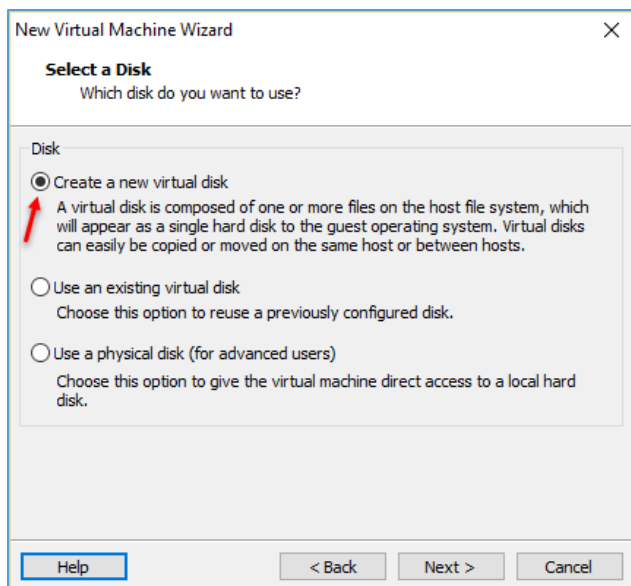 New Virtual Machine Wizard
Select a Disk
Which disk do you want to use?
Disk
Create a new virtual disk
A virtual disk is composed of one or more files on the host file system, which
will appear as a single hard disk to the guest operating system. Virtual disks
can easily be copied or moved on the same host or between hosts.
Use an existing virtual disk
Choose this option to reuse a previously configured disk.
Use a physical disk (for advanced users)
Choose this option to give the virtual machine direct access to a local hard
disk.
Help
< Back
Next >
Cancel